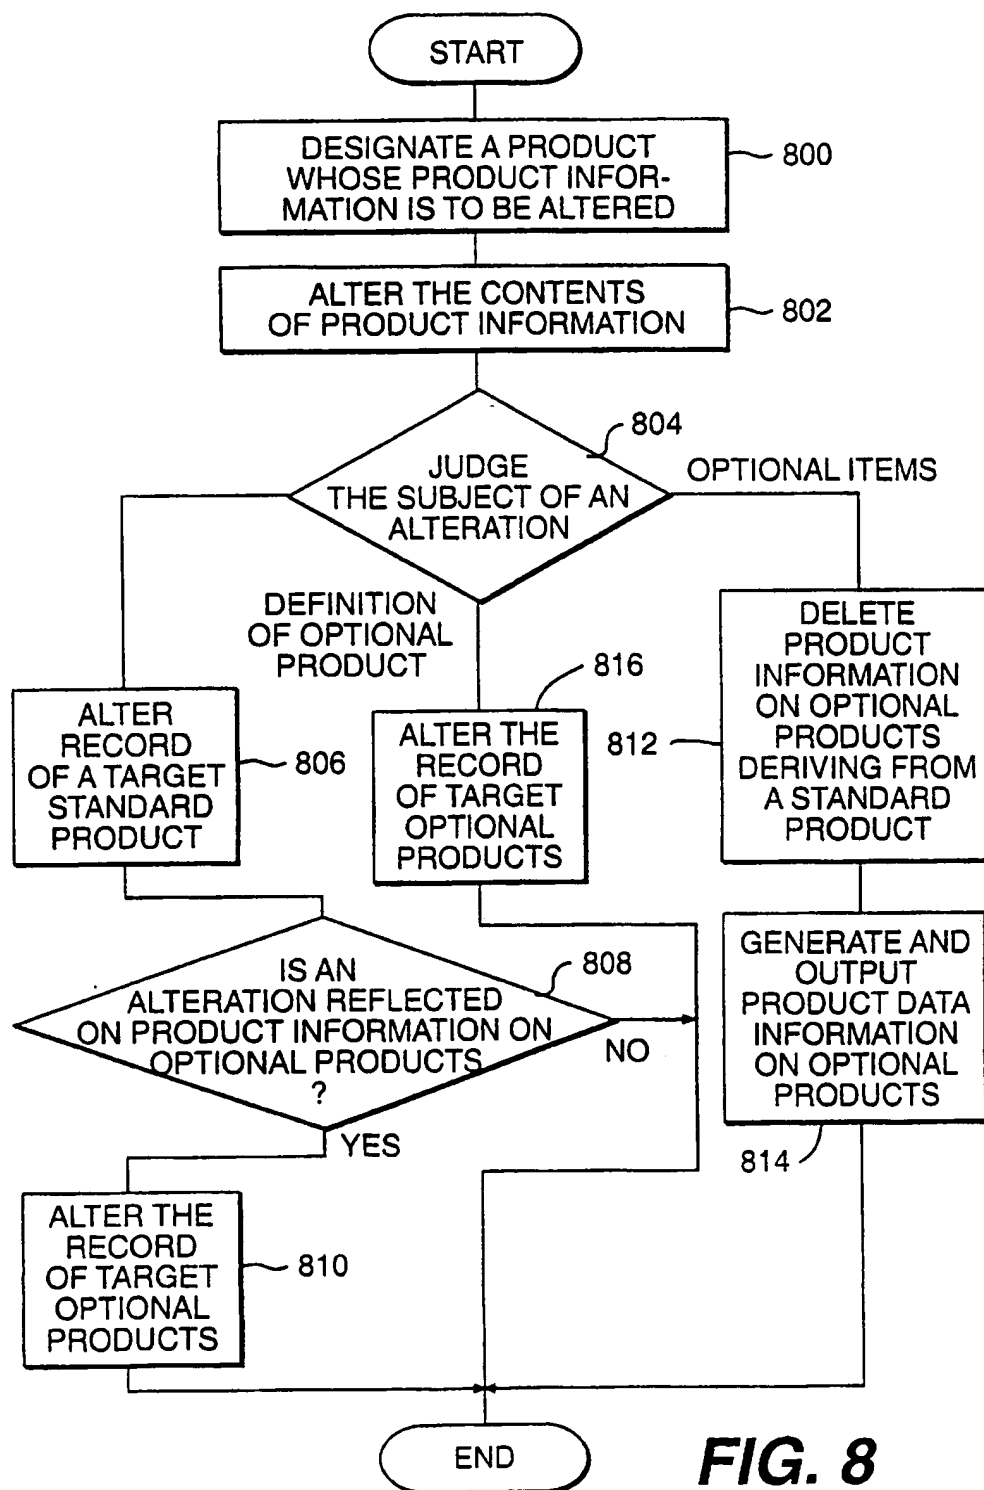 START
DESIGNATE A PRODUCT
WHOSE PRODUCT INFOR-
MATION IS TO BE ALTERED
800
ALTER THE CONTENTS
OF PRODUCT INFORMATION
802
804
JUDGE
THE SUBJECT OF AN
ALTERATION
OPTIONAL ITEMS
DEFINITION
OF OPTIONAL
PRODUCT
ALTER
RECORD
OF A TARGET
STANDARD
PRODUCT
806
816
ALTER THE
RECORD
OF TARGET
OPTIONAL
PRODUCTS
812
DELETE
PRODUCT
INFORMATION
ON OPTIONAL
PRODUCTS
DERIVING FROM
A STANDARD
PRODUCT
IS AN
ALTERATION REFLECTED
ON PRODUCT INFORMATION ON
OPTIONAL PRODUCTS
?
808
NO
YES
GENERATE AND
OUTPUT
PRODUCT DATA
INFORMATION
ON OPTIONAL
PRODUCTS
814
ALTER THE
RECORD
OF TARGET
OPTIONAL
PRODUCTS
810
END
FIG. 8